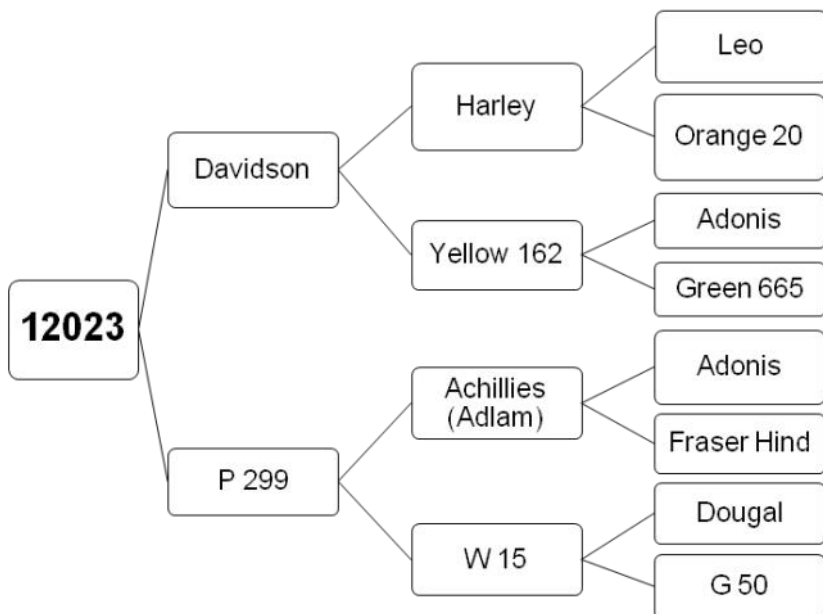 12023
Davidson
P 299
Harley
Yellow 162
Achillies
(Adlam)
W 15
Leo
Orange 20
Adonis
Green 665
Adonis
Fraser Hind
Dougal
G 50